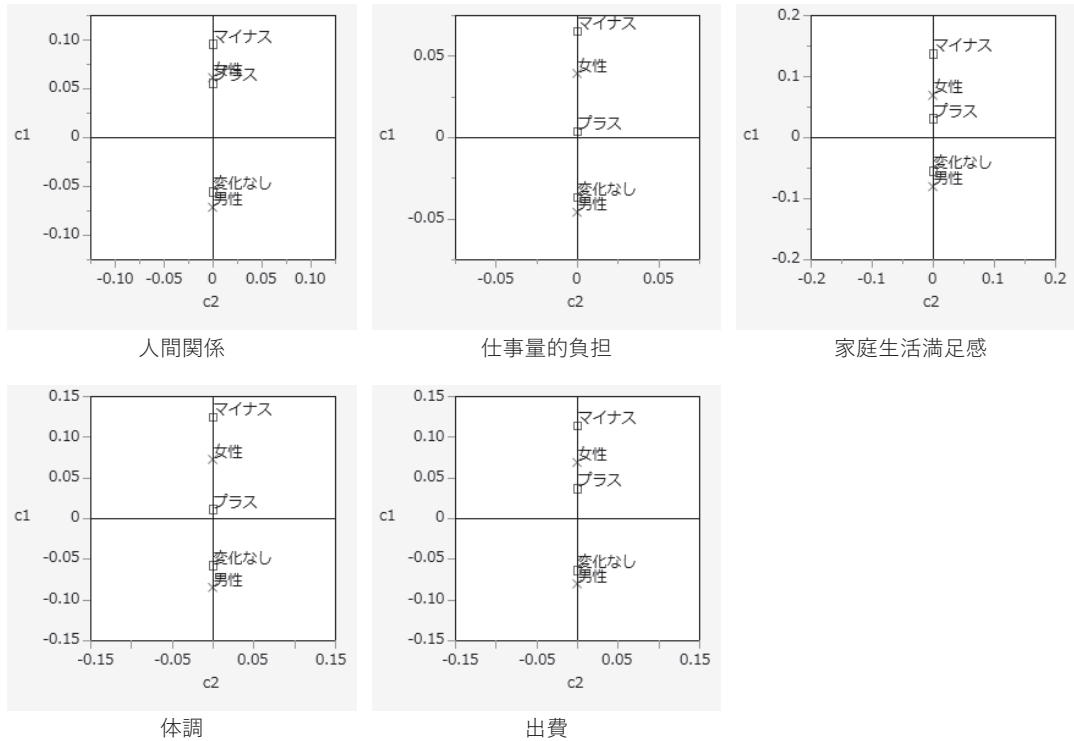 0.10
0.05
0
-0.05
-0.10
c1
マイナス
女性
プラス
変化なし
男性
-0.10 -0.05 0 0.05 0.10
c2
人間関係
0.05
0
-0.05
c1
マイナス
女性
プラス
変化なし
男性
-0.05 0 0.05
c2
仕事量的負担
0.2
0.1
0
-0.1
-0.2
c1
マイナス
女性
プラス
変化なし
男性
-0.2 -0.1 0 0.1 0.2
c2
家庭生活満足感
0.15
0.10
0.05
0
-0.05
-0.10
-0.15
c1
マイナス
女性
プラス
変化なし
男性
-0.15 -0.05 0.05 0.15
c2
体調
0.15
0.10
0.05
0
-0.05
-0.10
-0.15
c1
マイナス
女性
プラス
変化なし
男性
-0.15 -0.05 0.05 0.15
c2
出費